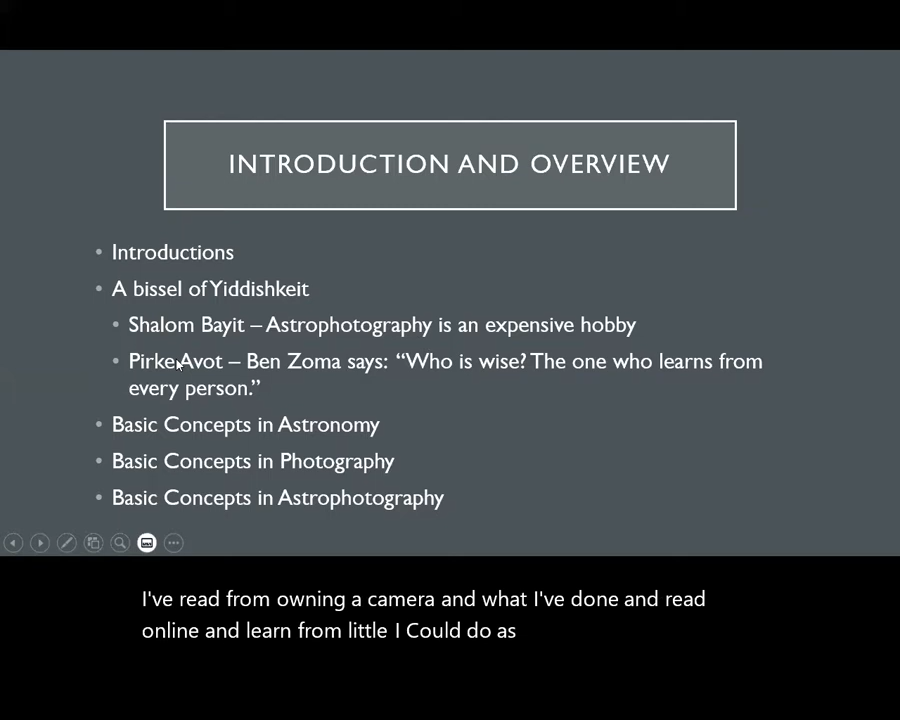 INTRODUCTION AND OVERVIEW
Introductions
A bissel of Yiddishkeit
Shalom Bayit – Astrophotography is an expensive hobby
Pirke Avot – Ben Zoma says: “Who is wise? The one who learns from
every person.”
Basic Concepts in Astronomy
Basic Concepts in Photography
Basic Concepts in Astrophotography
I've read from owning a camera and what I've done and read
online and learn from little I Could do as